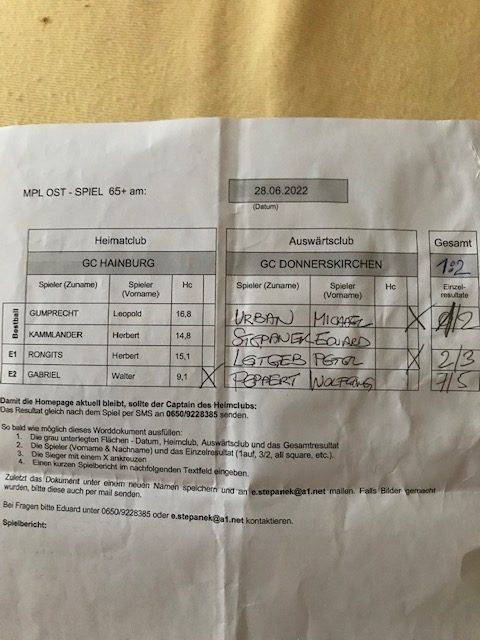 MPL OST - SPIEL 65+ am: 28.06.2022
(Datum)
Heimatclub Auswärtsclub Gesamt
GC HAINBURG GC DONNERSKIRCHEN 1:2
Spieler (Zuname) Spieler (Vorname) Hc Spieler (Zuname) Spieler (Vorname) Hc Einzel-resultate
Bestball GUMPRECHT Leopold 16,8 URBAN MICHAEL X /2
KAMMLANDER Herbert 14,8 STEPANEK EDUARD
E1 RONGITS Herbert 15,1 LEITGEB PETER X 2/3
E2 GABRIEL Walter 9,1 X PEPPERT WOLFGANG /5
Damit die Homepage aktuell bleibt, sollte der Captain des Heimclubs:
Das Resultat gleich nach dem Spiel per SMS an 0650/9228385 senden.
So bald wie möglich dieses Worddokument ausfüllen:
1. Die grau unterlegten Flächen - Datum, Heimclub, Auswärtsclub und das Gesamtresultat
2. Die Spieler (Vorname & Nachname) und das Einzelresultat (1auf, 3/2, all square, etc.).
3. Die Sieger mit einem X ankreuzen
4. Einen kurzen Spielbericht im nachfolgenden Textfeld eingeben.
Zuletzt das Dokument unter einem neuen Namen speichern und an e.stepanek@a1.net mailen. Falls Bilder gemacht
wurden, bitte diese auch per mail senden.
Bei Fragen bitte Eduard unter 0650/9228385 oder e.stepanek@a1.net kontaktieren.
Spielbericht: